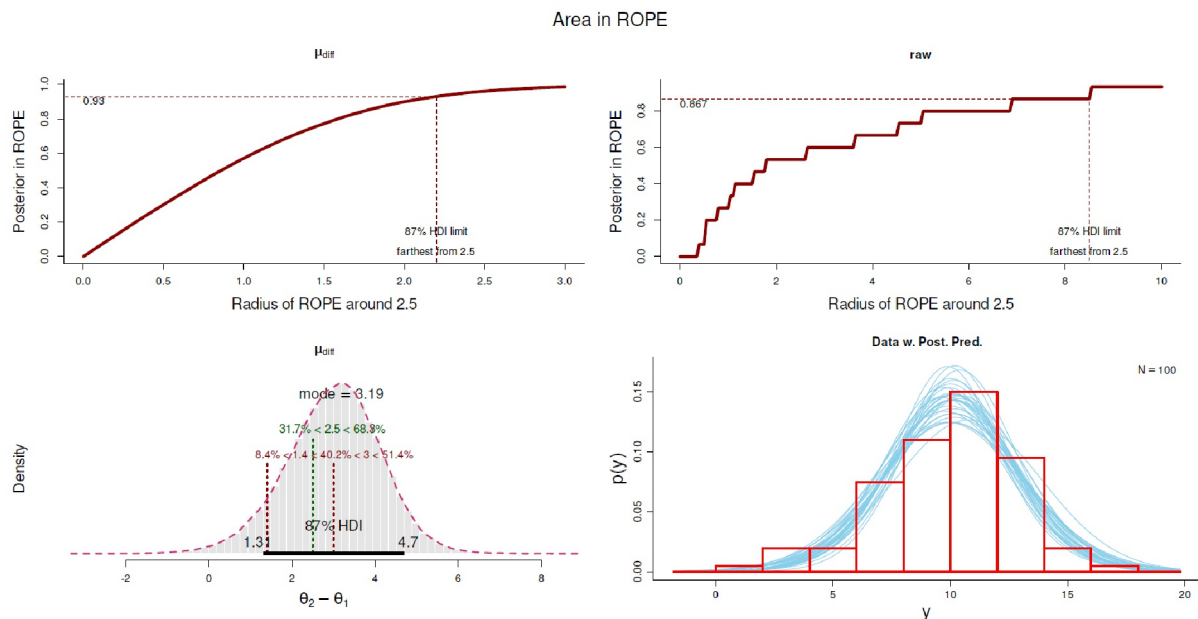 Area in ROPE
μdiff
Posterior in ROPE
0.0 0.2 0.4 0.6 0.8 1.0
0.93
87% HDI limit
farthest from 2.5
0.0 0.5 1.0 1.5 2.0 2.5 3.0
Radius of ROPE around 2.5
raw
Posterior in ROPE
0.0 0.2 0.4 0.6 0.8
0.867
87% HDI limit
farthest from 2.5
0 2 4 6 8 10
Radius of ROPE around 2.5
μdiff
Density
mode = 3.19
31.7% < 2.5 < 68.3%
8.4% < 1.4 < 40.2% < 3 < 51.4%
87% HDI
1.31 4.7
-2 0 2 4 6 8
θ2 − θ1
Data w. Post. Pred.
N = 100
p(y)
0.00 0.05 0.10 0.15
0 5 10 15 20
y